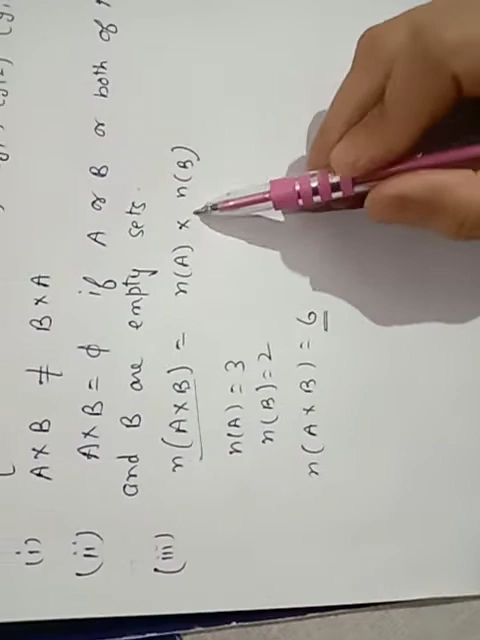 (i) A × B ≠ B × A
(ii) A × B = ϕ if A or B or both of
and B are empty sets.
(iii) n(A × B) = n(A) × n(B)
n(A) = 3
n(B) = 2
n(A × B) = 6